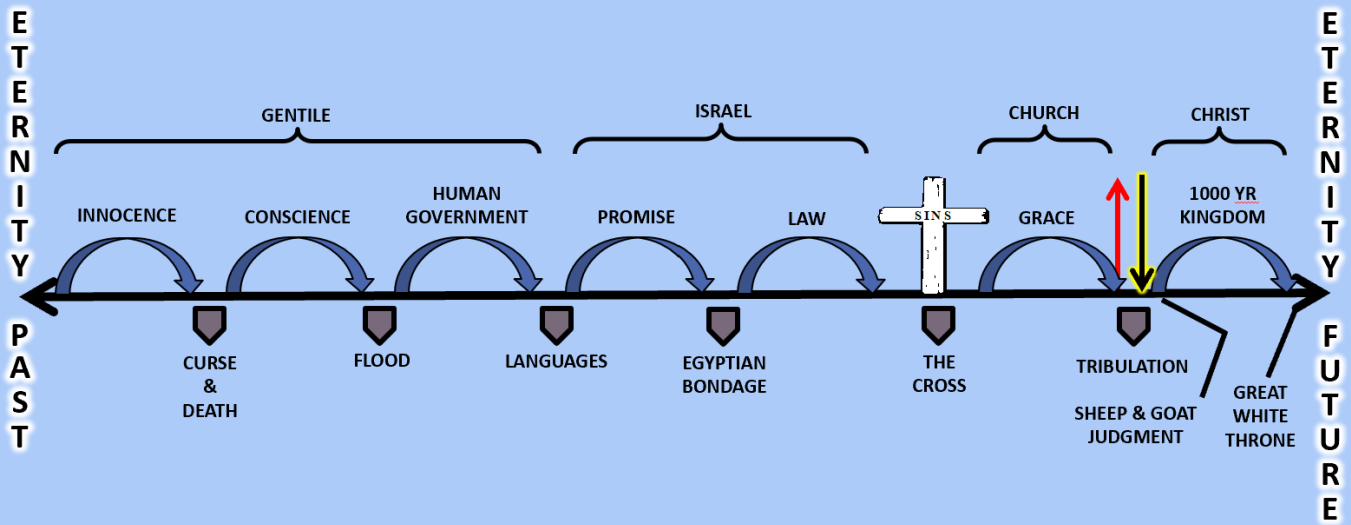 ETERNITY PAST
GENTILE
ISRAEL
CHURCH
CHRIST
INNOCENCE
CONSCIENCE
HUMAN
GOVERNMENT
PROMISE
LAW
SINS
GRACE
1000 YR
KINGDOM
CURSE
&
DEATH
FLOOD
LANGUAGES
EGYPTIAN
BONDAGE
THE
CROSS
TRIBULATION
SHEEP & GOAT
JUDGMENT
GREAT
WHITE
THRONE
ETERNITY FUTURE